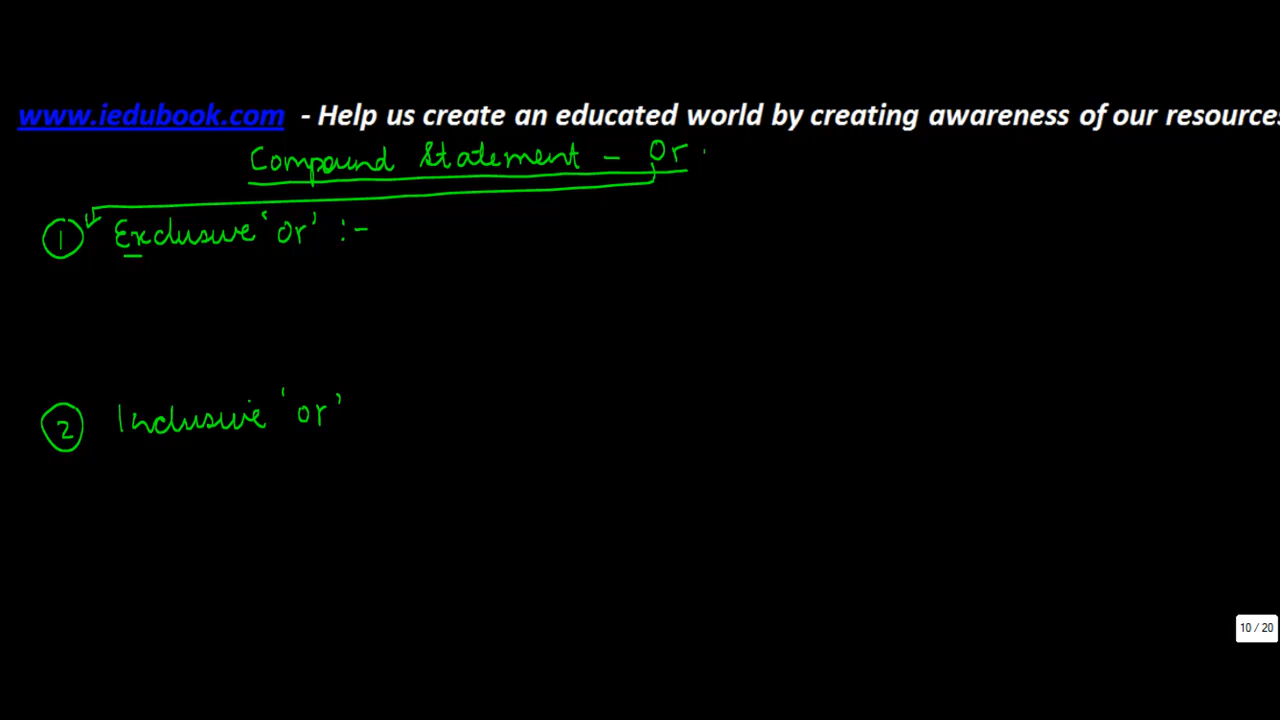 www.iedubook.com - Help us create an educated world by creating awareness of our resources
Compound Statement - Or.
1 Exclusive 'or' :-
2 Inclusive 'or'
10 / 20